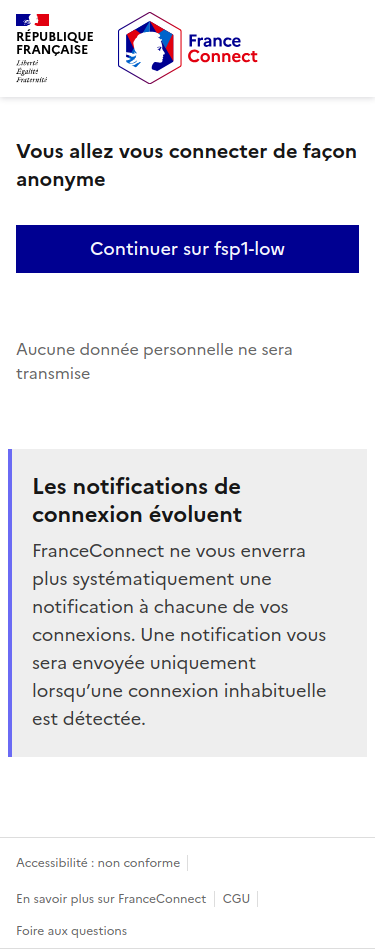 RÉPUBLIQUE
FRANÇAISE
Liberté
Égalité
Fraternité
France
Connect
Vous allez vous connecter de façon
anonyme
Continuer sur fsp1-low
Aucune donnée personnelle ne sera
transmise
Les notifications de
connexion évoluent
FranceConnect ne vous enverra
plus systématiquement une
notification à chacune de vos
connexions. Une notification vous
sera envoyée uniquement
lorsqu’une connexion inhabituelle
est détectée.
Accessibilité : non conforme
En savoir plus sur FranceConnect
CGU
Foire aux questions